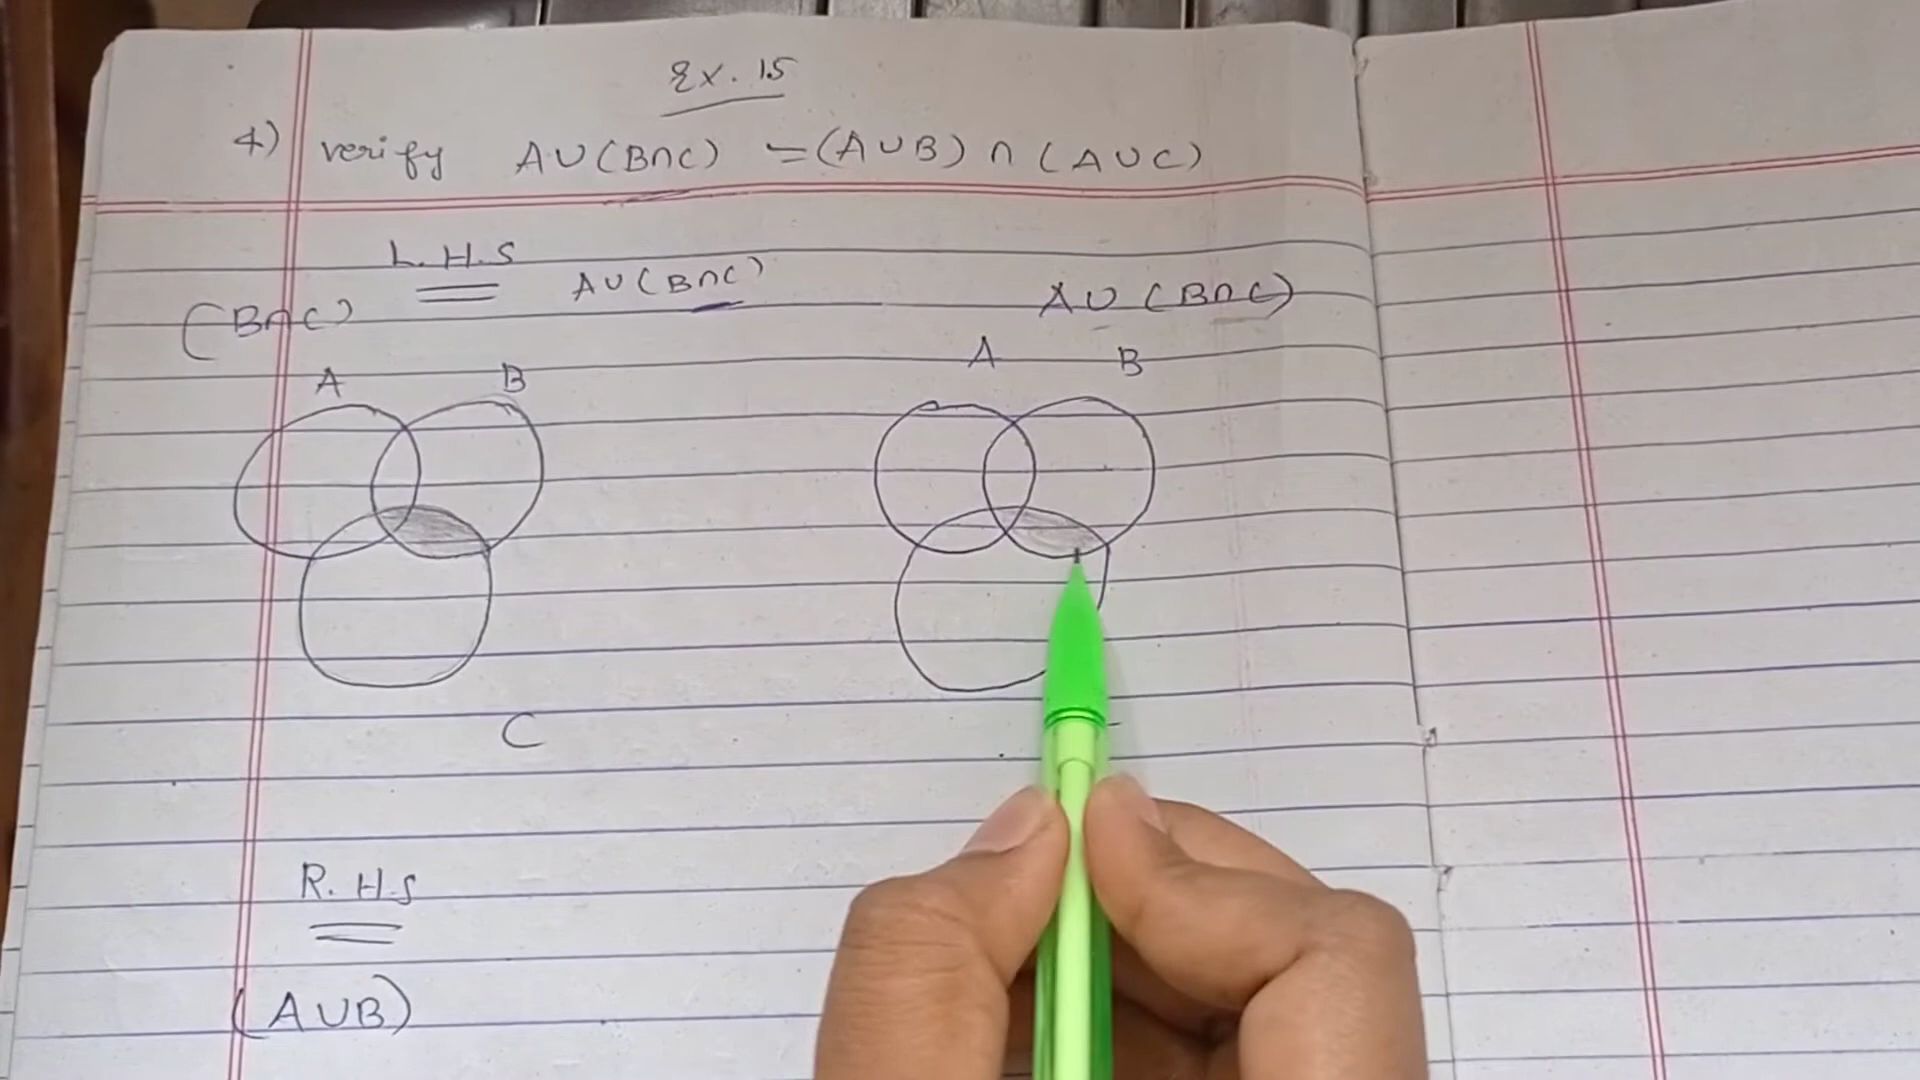 Ex. 15
4) verify A∪(B∩C) = (A∪B) ∩ (A∪C)
L.H.S
A∪(B∩C)
A∪(B∩C)
(B∩C)
A B
A B
C
R.H.S
(A∪B)